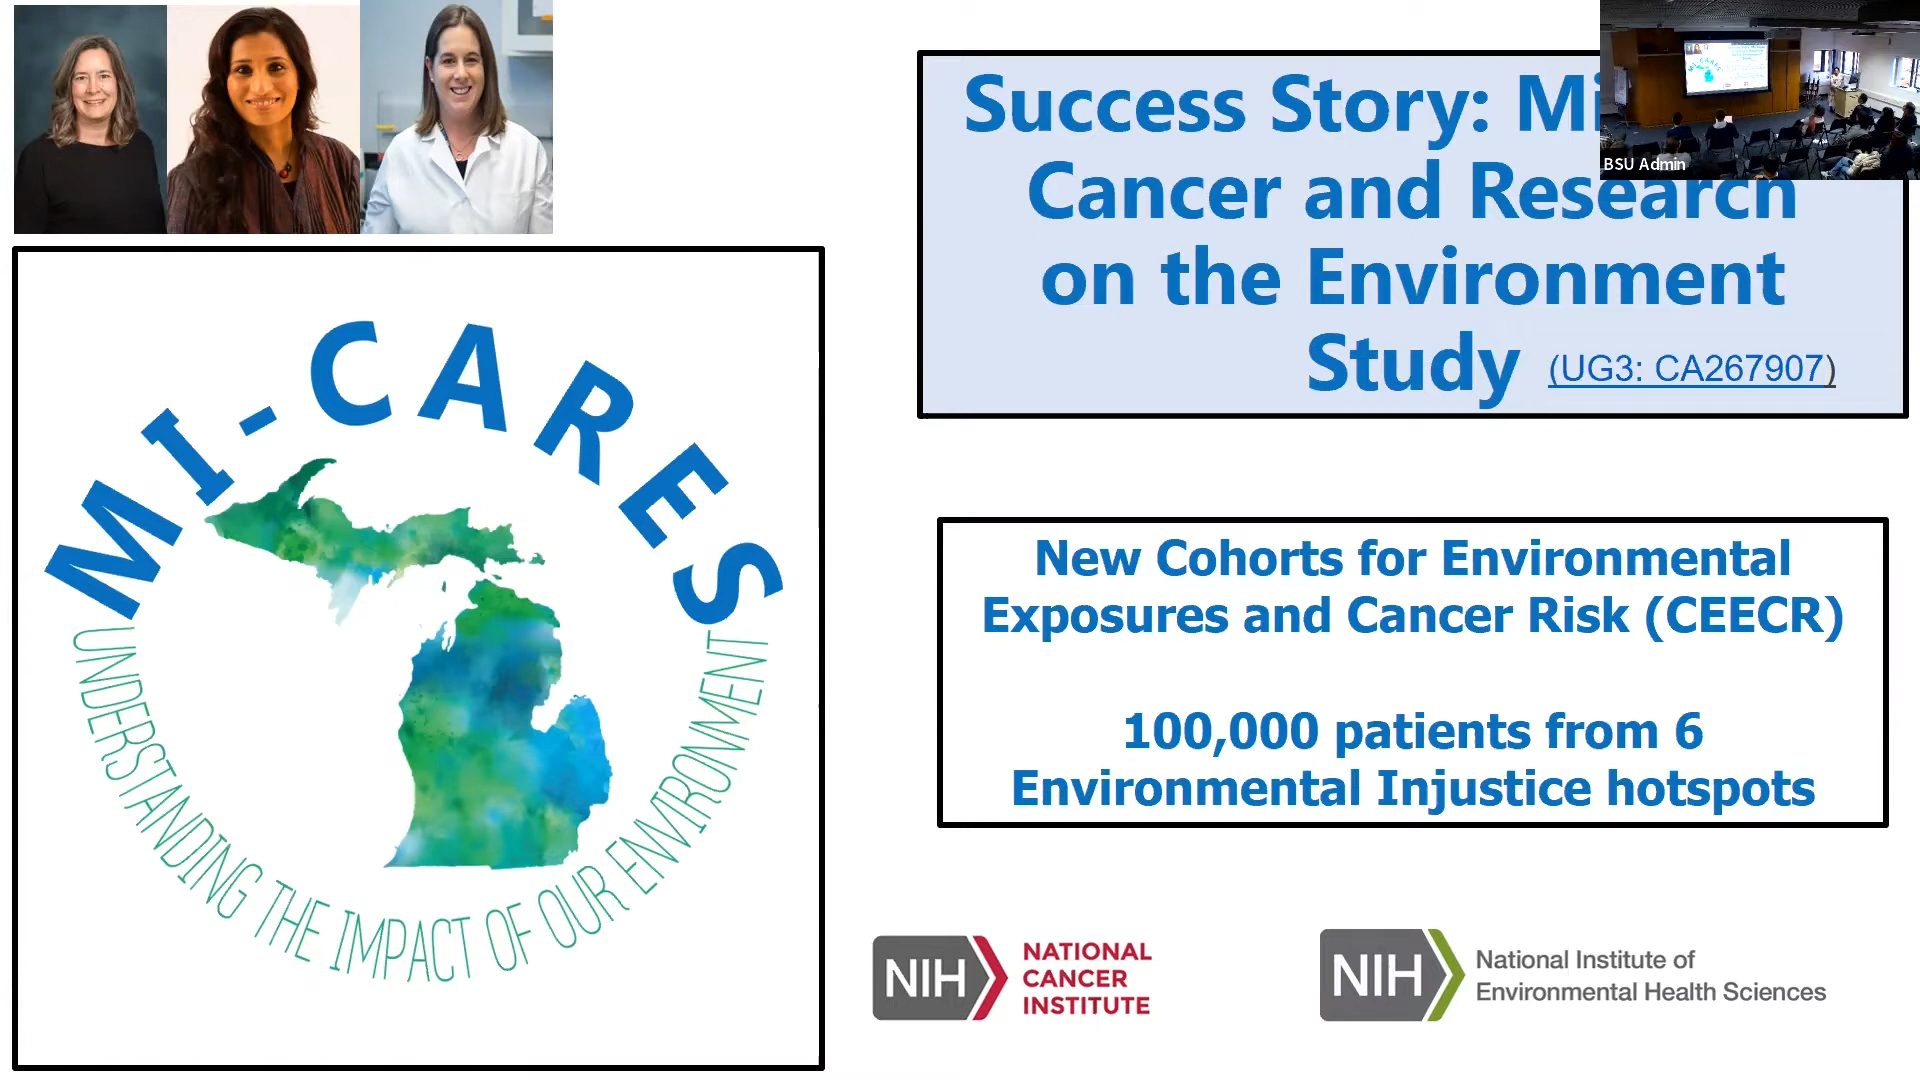 Success Story: Mi
Cancer and Research
on the Environment
Study (UG3: CA267907)
BSU Admin
MI-CARES
UNDERSTANDING THE IMPACT OF OUR ENVIRONMENT
New Cohorts for Environmental
Exposures and Cancer Risk (CEECR)
100,000 patients from 6
Environmental Injustice hotspots
NIH
NATIONAL
CANCER
INSTITUTE
NIH
National Institute of
Environmental Health Sciences